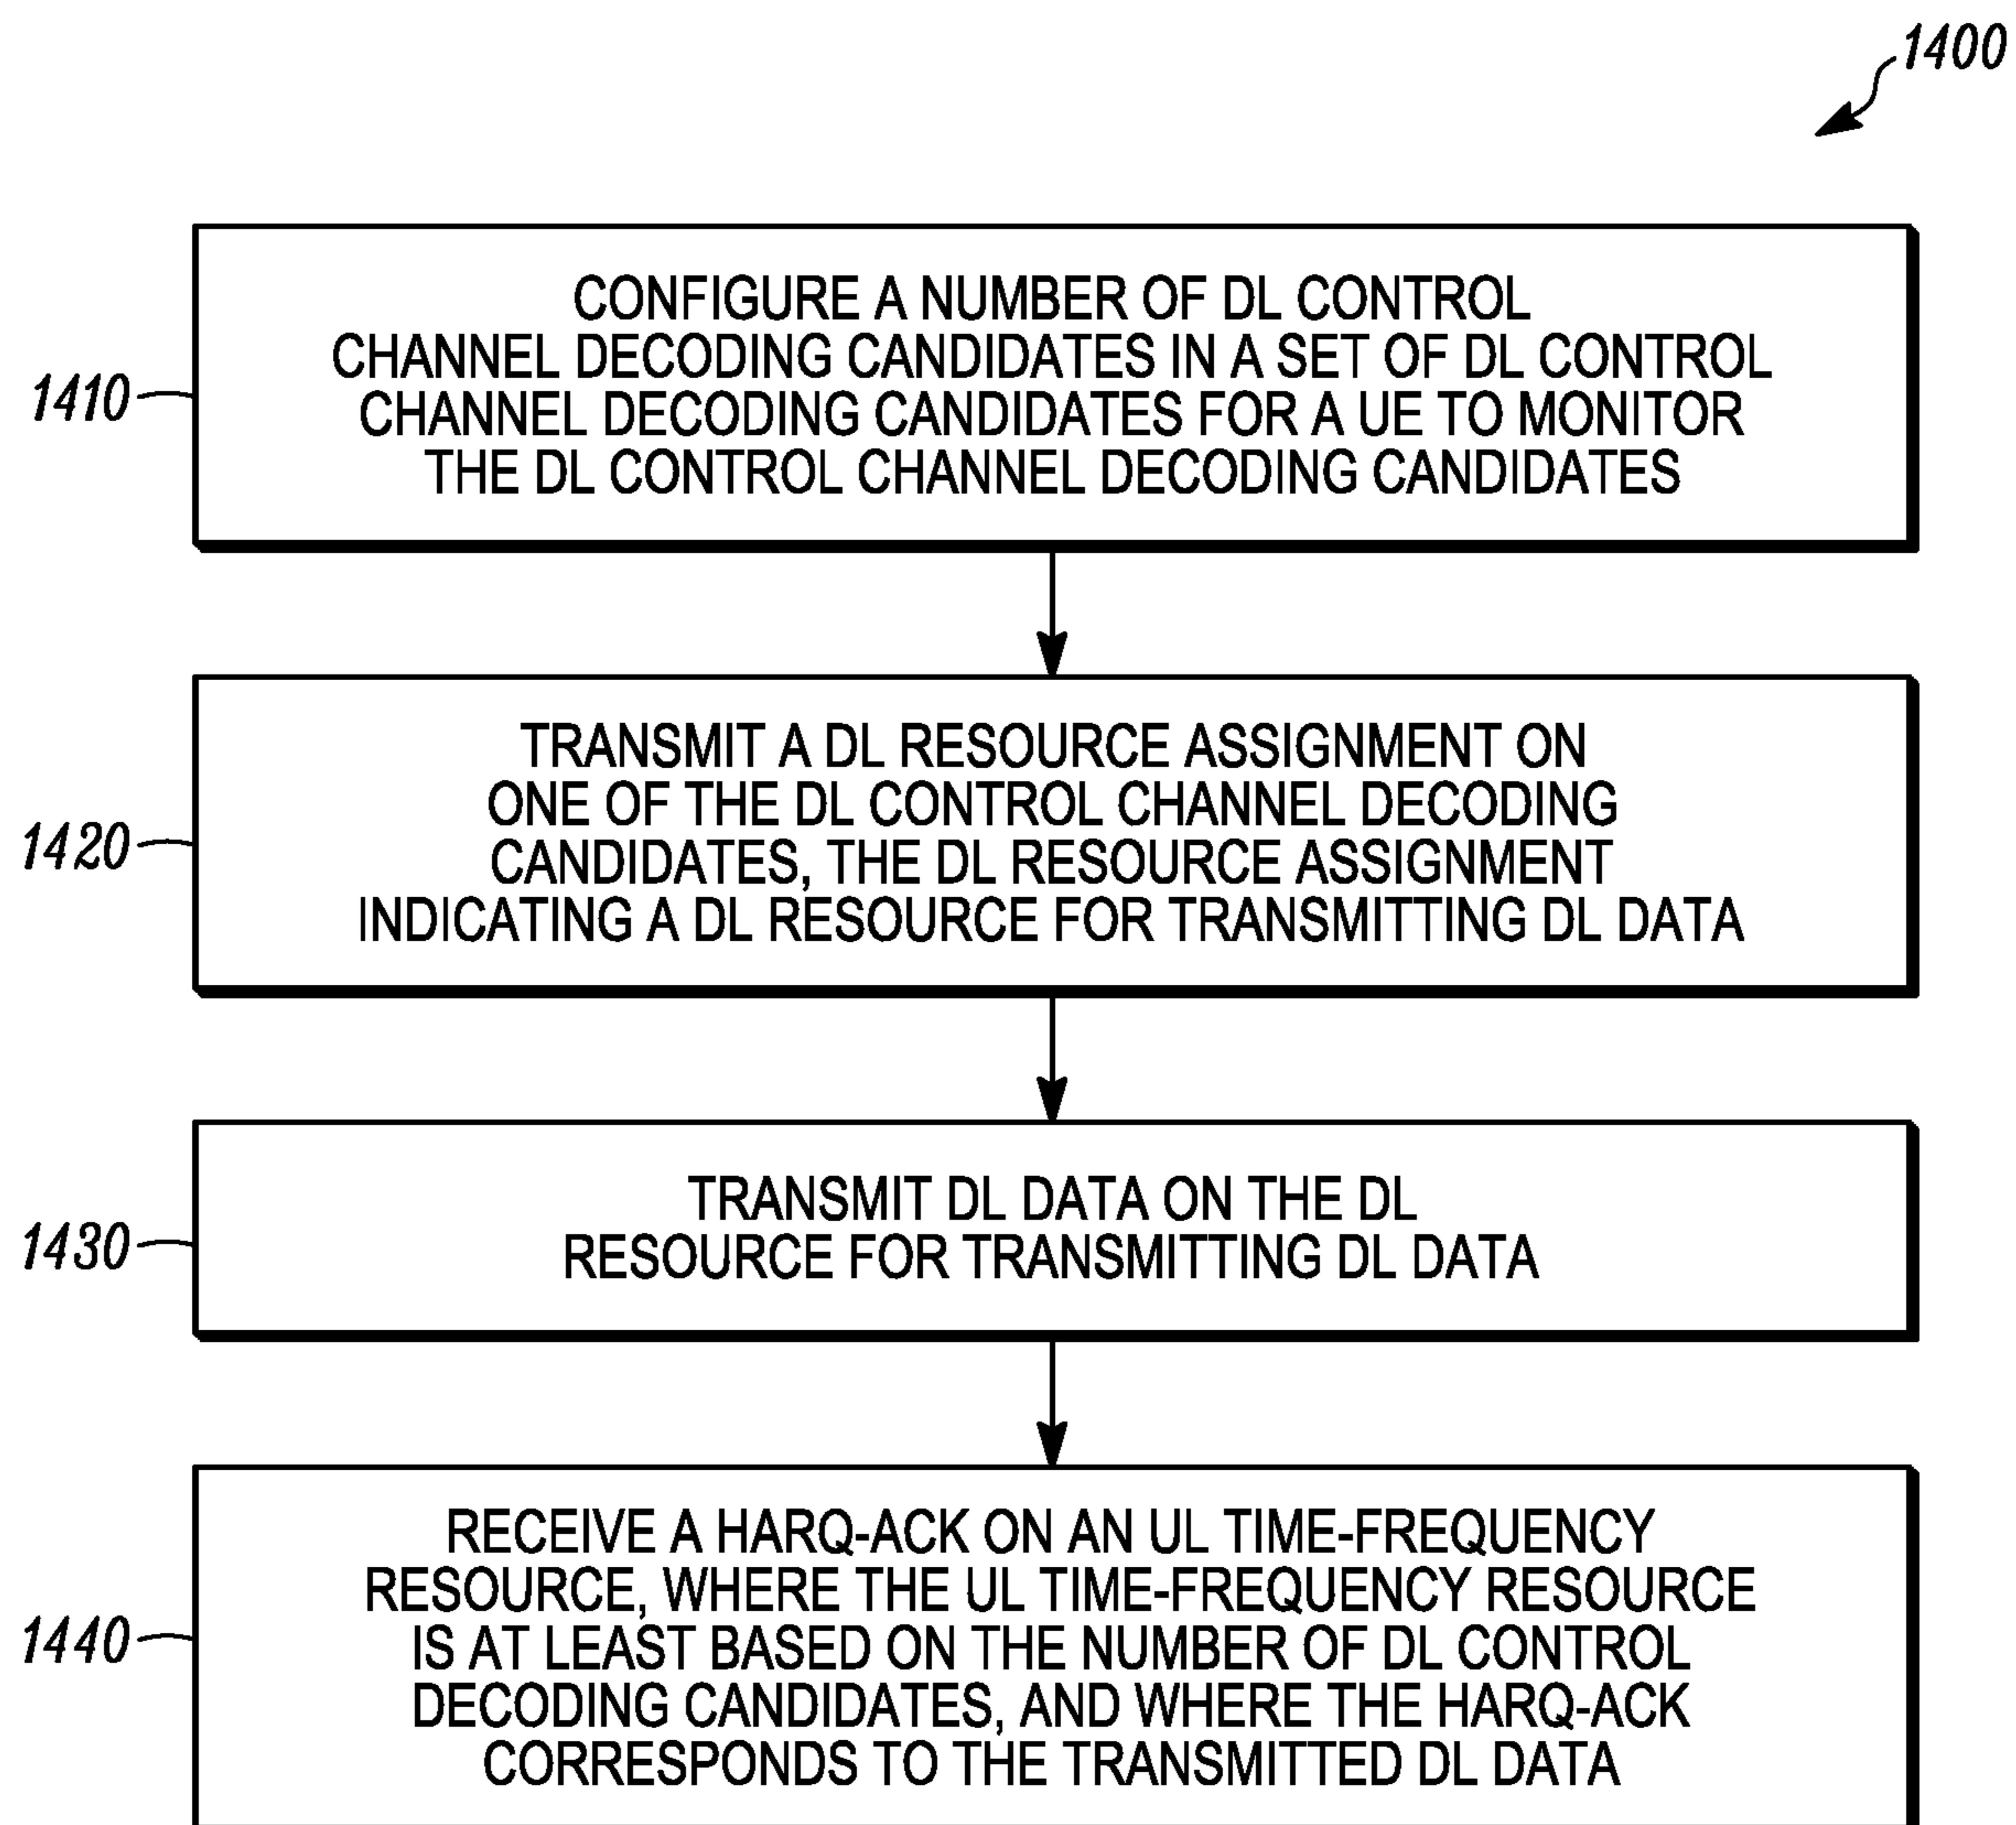 1400
CONFIGURE A NUMBER OF DL CONTROL
CHANNEL DECODING CANDIDATES IN A SET OF DL CONTROL
CHANNEL DECODING CANDIDATES FOR A UE TO MONITOR
THE DL CONTROL CHANNEL DECODING CANDIDATES
1410
TRANSMIT A DL RESOURCE ASSIGNMENT ON
ONE OF THE DL CONTROL CHANNEL DECODING
CANDIDATES, THE DL RESOURCE ASSIGNMENT
INDICATING A DL RESOURCE FOR TRANSMITTING DL DATA
1420
TRANSMIT DL DATA ON THE DL
RESOURCE FOR TRANSMITTING DL DATA
1430
RECEIVE A HARQ-ACK ON AN UL TIME-FREQUENCY
RESOURCE, WHERE THE UL TIME-FREQUENCY RESOURCE
IS AT LEAST BASED ON THE NUMBER OF DL CONTROL
DECODING CANDIDATES, AND WHERE THE HARQ-ACK
CORRESPONDS TO THE TRANSMITTED DL DATA
1440